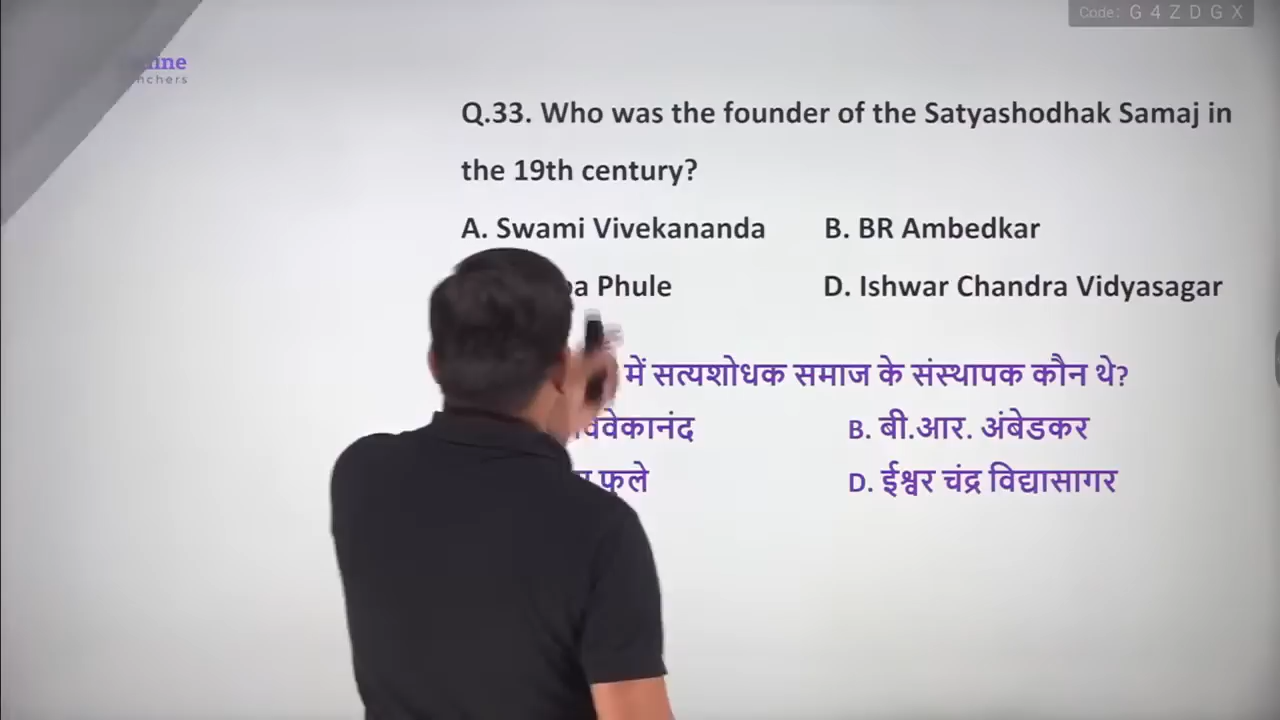 Code: G 4 Z D G X
Q.33. Who was the founder of the Satyashodhak Samaj in
the 19th century?
A. Swami Vivekananda B. BR Ambedkar
Phule D. Ishwar Chandra Vidyasagar
में सत्यशोधक समाज के संस्थापक कौन थे?
B. बी.आर. अंबेडकर
फुले D. ईश्वर चंद्र विद्यासागर